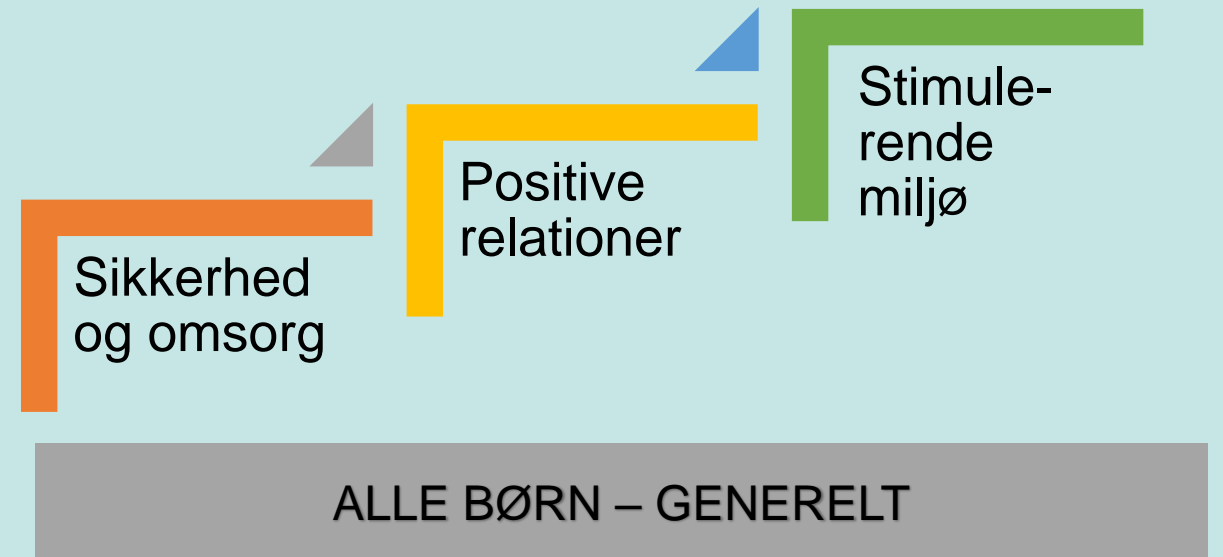 Sikkerhed
og omsorg
Positive
relationer
Stimule-
rende
miljø
ALLE BØRN – GENERELT